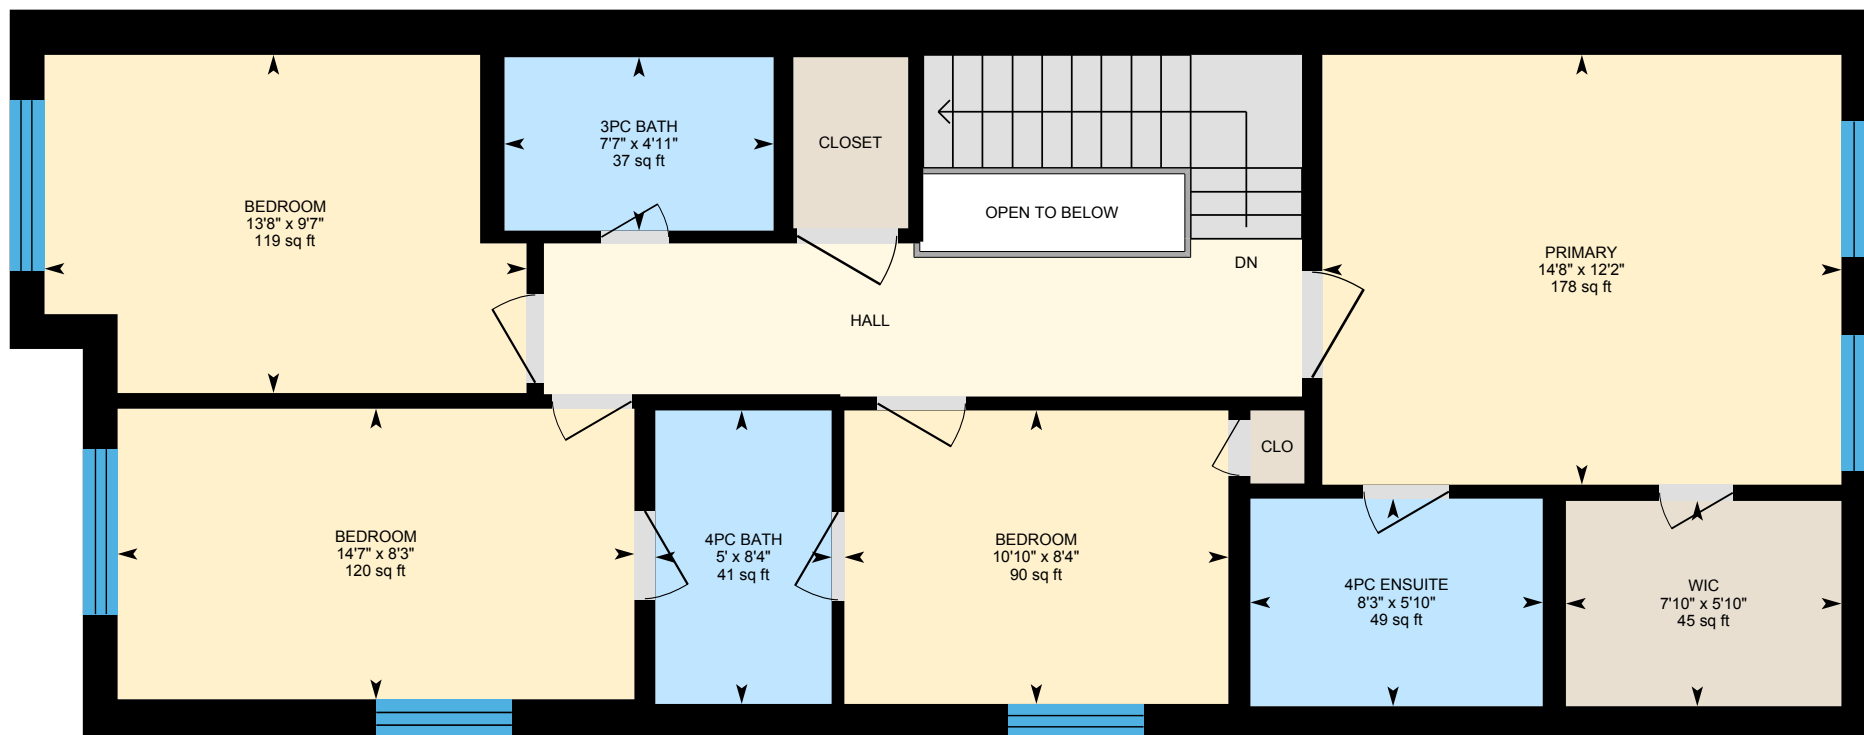 3PC BATH
7'7" x 4'11"
37 sq ft
CLOSET
BEDROOM
13'8" x 9'7"
119 sq ft
OPEN TO BELOW
DN
PRIMARY
14'8" x 12'2"
178 sq ft
HALL
CLO
BEDROOM
14'7" x 8'3"
120 sq ft
4PC BATH
5' x 8'4"
41 sq ft
BEDROOM
10'10" x 8'4"
90 sq ft
4PC ENSUITE
8'3" x 5'10"
49 sq ft
WIC
7'10" x 5'10"
45 sq ft